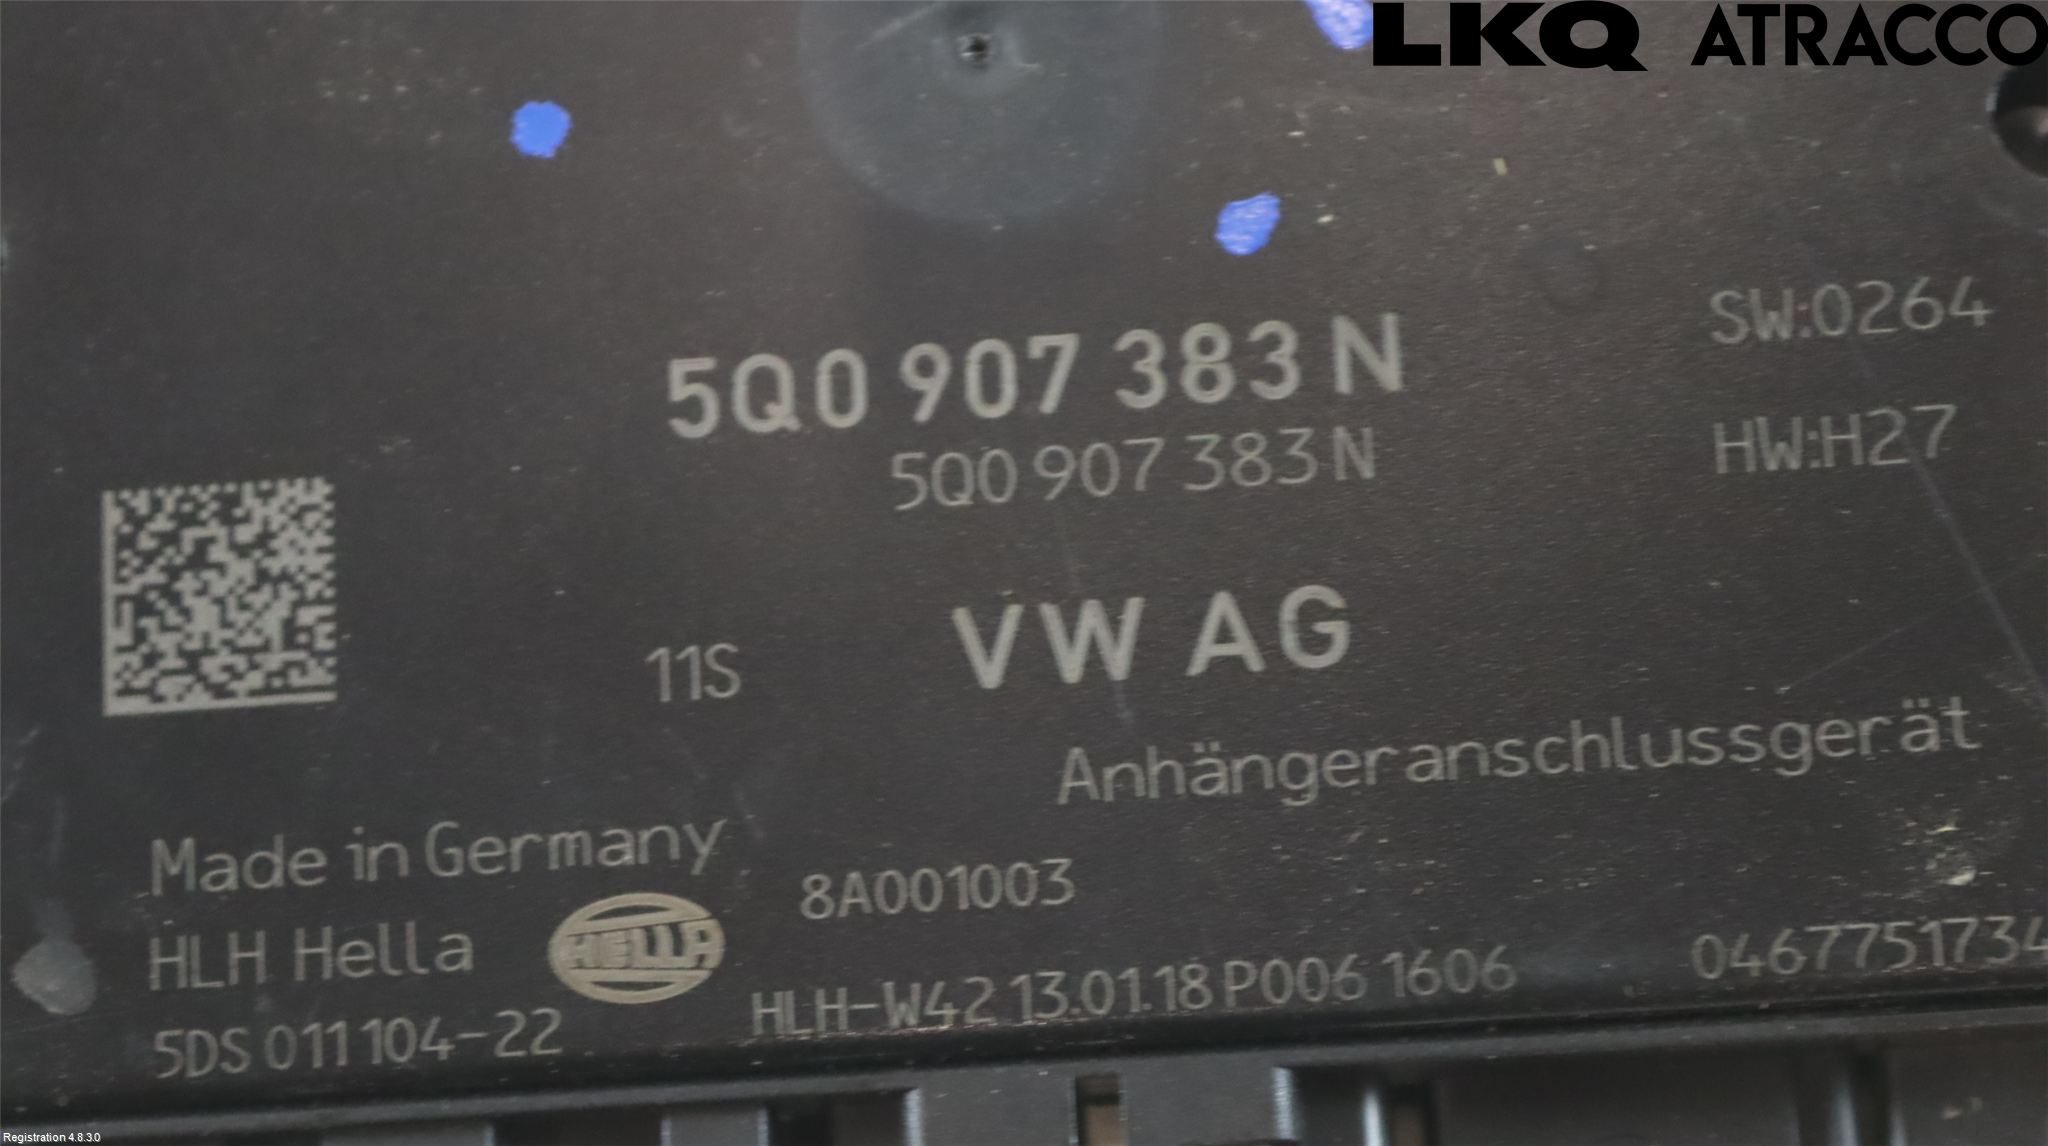 LKQ ATRACCO
5Q0 907 383 N
5Q0 907 383 N
SW:0264
HW:H27
11S
VW AG
Anhängeranschlussgerät
Made in Germany
HLH Hella
HELLA
8A001003
5DS 011 104-22
HLH-W42 13.01.18 P006 1606
0467751734
Registration 4.8.3.0